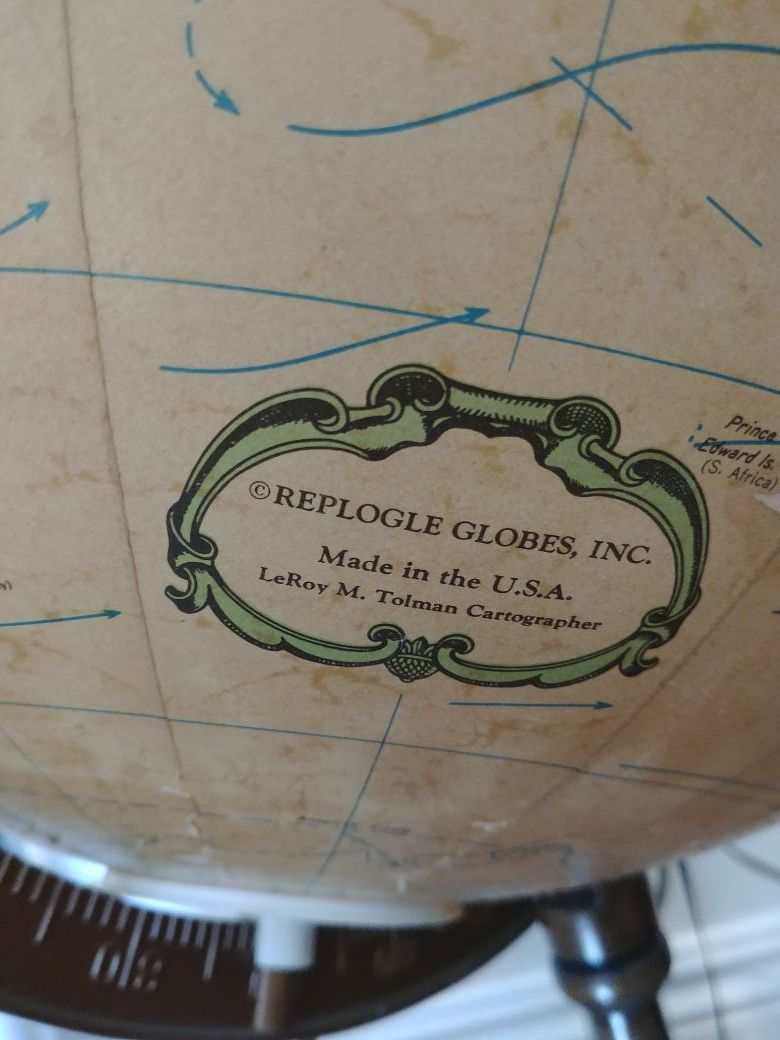 Prince
Edward Is.
(S. Africa)
©REPLOGLE GLOBES, INC.
Made in the U.S.A.
LeRoy M. Tolman Cartographer